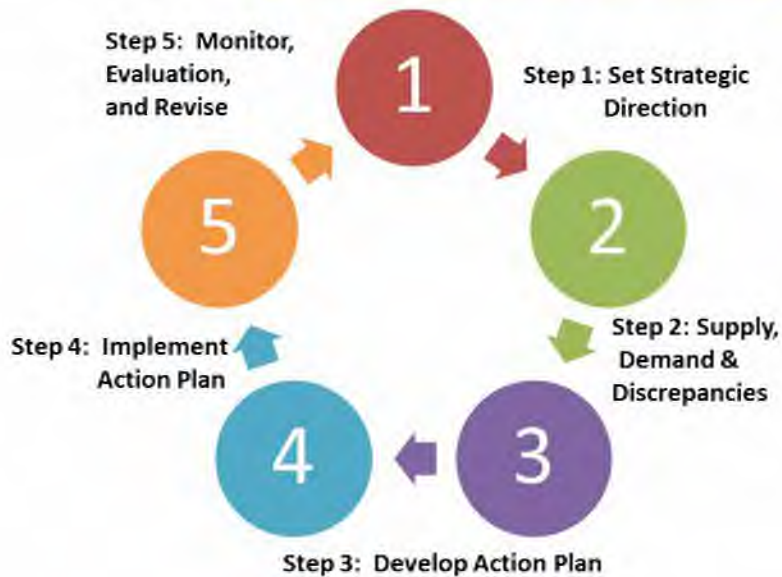 1
Step 1: Set Strategic
Direction
2
Step 2: Supply,
Demand &
Discrepancies
3
Step 3: Develop Action Plan
4
Step 4: Implement
Action Plan
5
Step 5: Monitor,
Evaluation,
and Revise